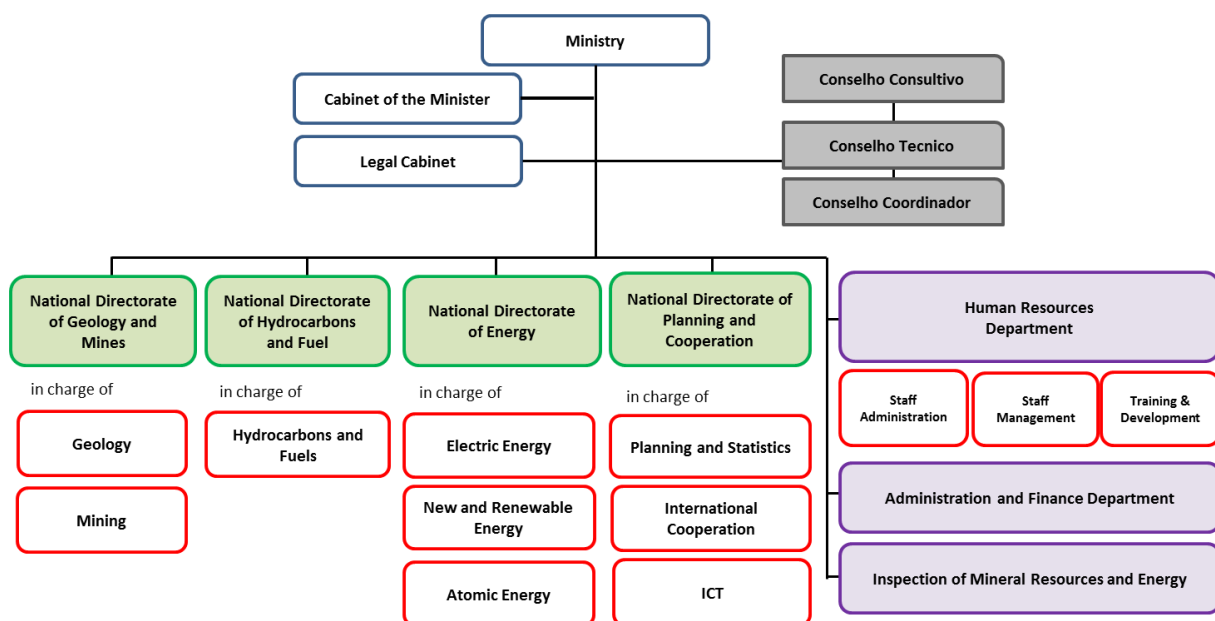 Ministry
Conselho Consultivo
Cabinet of the Minister
Conselho Tecnico
Legal Cabinet
Conselho Coordinador
National Directorate
of Geology and
Mines
National Directorate
of Hydrocarbons
and Fuel
National Directorate
of Energy
National Directorate of
Planning and
Cooperation
Human Resources
Department
in charge of
in charge of
in charge of
in charge of
Staff
Administration
Staff
Management
Training &
Development
Geology
Hydrocarbons and
Fuels
Electric Energy
Planning and Statistics
Mining
New and Renewable
Energy
International
Cooperation
Administration and Finance Department
Atomic Energy
ICT
Inspection of Mineral Resources and Energy